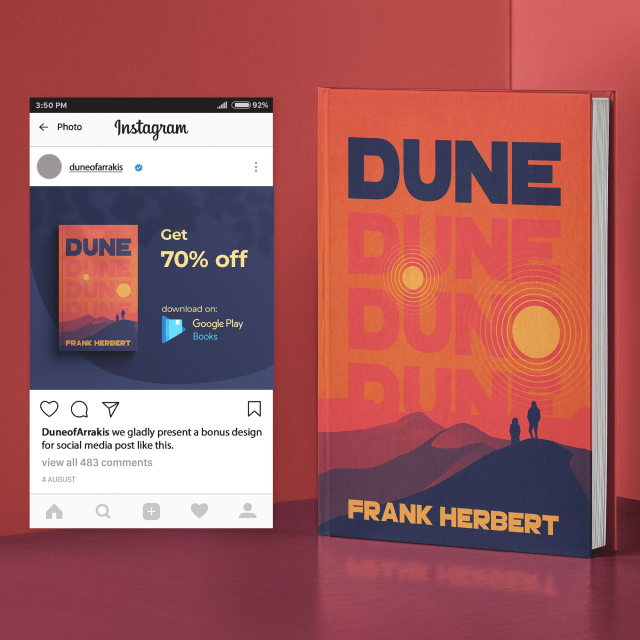 3:50 PM
92%
Photo
Instagram
duneofarrakis
DUNE
DUNE
DUNE
DUNE
FRANK HERBERT
Get
70% off
download on:
Google Play
Books
DuneofArrakis we gladly present a bonus design
for social media post like this.
view all 483 comments
4 AUGUST
DUNE
DUNE
DUNE
DUNE
FRANK HERBERT